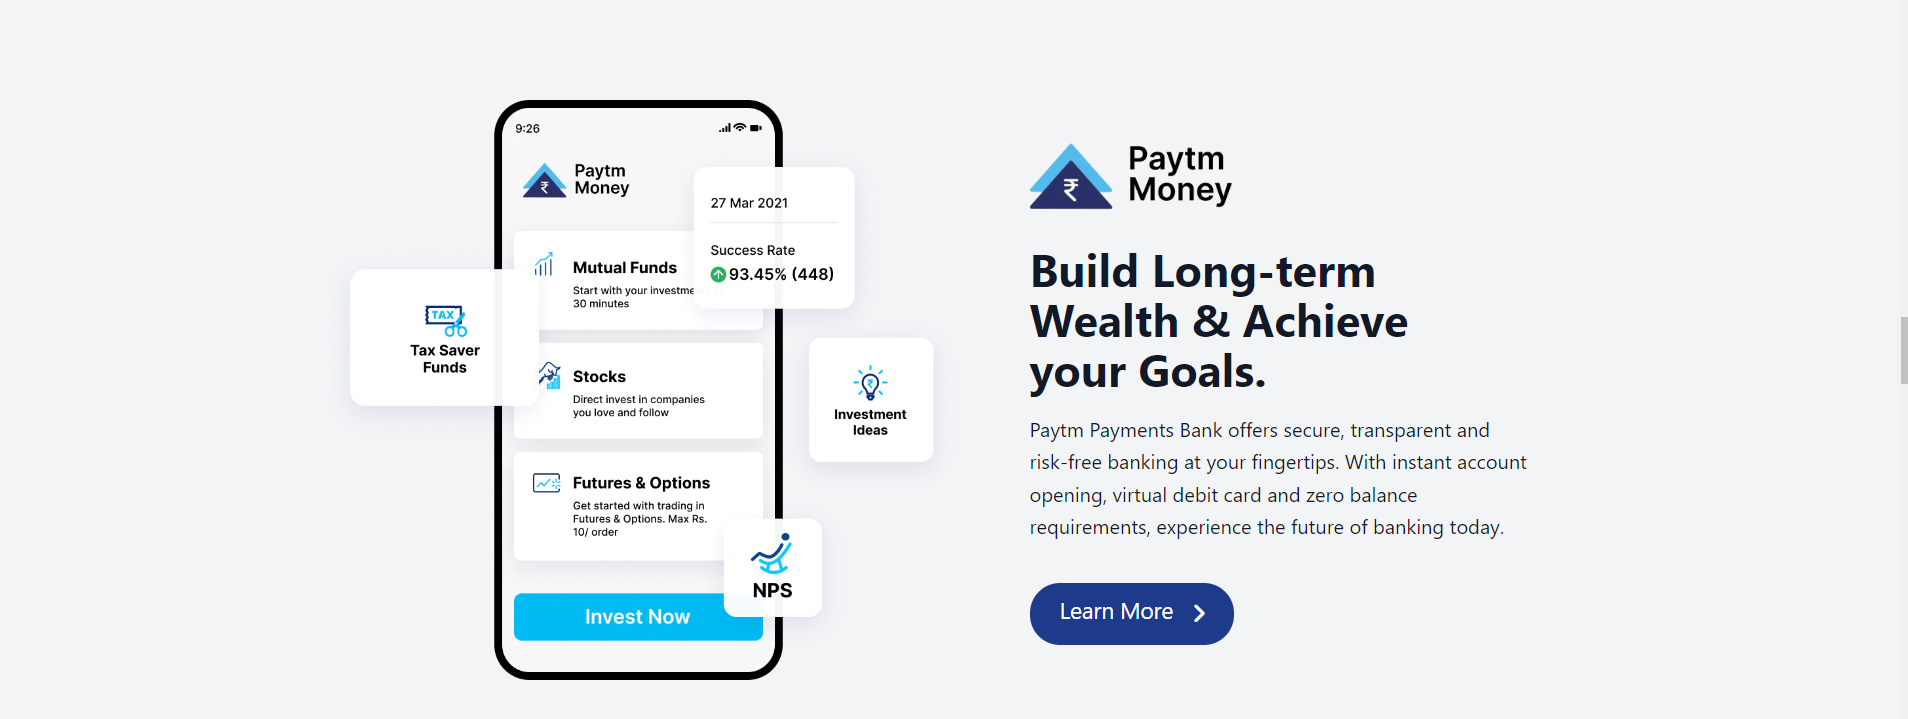 9:26
Paytm
Money
27 Mar 2021
Success Rate
93.45% (448)
Mutual Funds
Start with your investme
30 minutes
TAX
Tax Saver
Funds
Stocks
Direct invest in companies
you love and follow
Investment
Ideas
Futures & Options
Get started with trading in
Futures & Options. Max Rs.
10/ order
NPS
Invest Now
Paytm
Money
Build Long-term
Wealth & Achieve
your Goals.
Paytm Payments Bank offers secure, transparent and
risk-free banking at your fingertips. With instant account
opening, virtual debit card and zero balance
requirements, experience the future of banking today.
Learn More